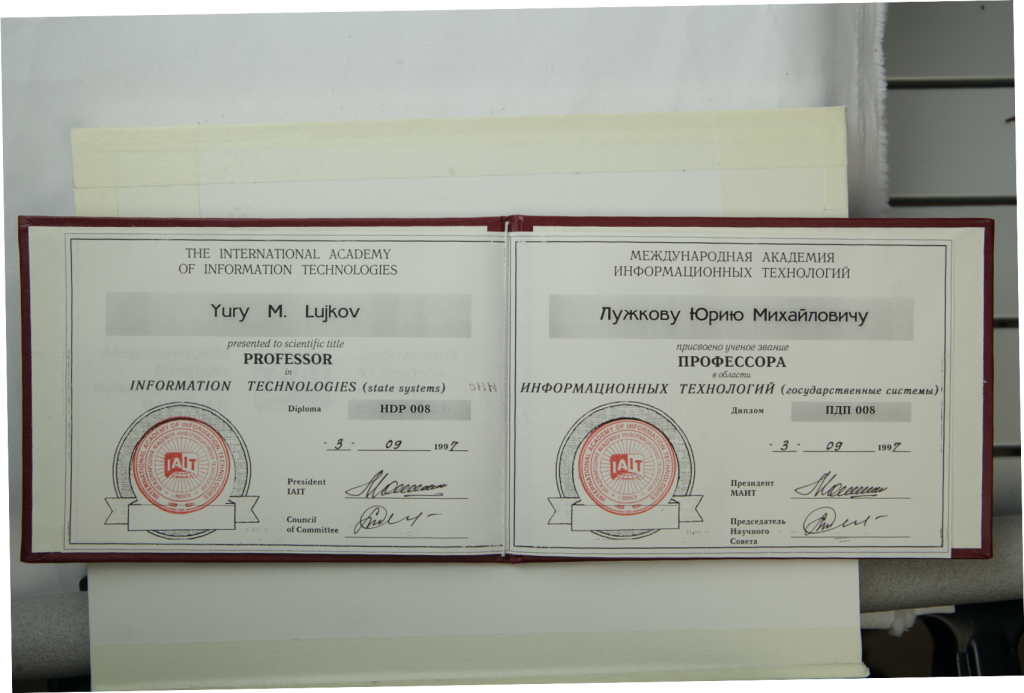 THE INTERNATIONAL ACADEMY
OF INFORMATION TECHNOLOGIES
Yury M. Lujkov
presented to scientific title
PROFESSOR
in
INFORMATION TECHNOLOGIES (state systems)
Diploma HDP 008
- 3 - 09 1997
President
IAIT
Council
of Committee
IAIT
МЕЖДУНАРОДНАЯ АКАДЕМИЯ
ИНФОРМАЦИОННЫХ ТЕХНОЛОГИЙ
Лужкову Юрию Михайловичу
присвоено ученое звание
ПРОФЕССОРА
в области
ИНФОРМАЦИОННЫХ ТЕХНОЛОГИЙ (государственные системы)
Диплом ПДП 008
- 3 - 09 1997
Президент
МАИТ
Председатель
Научного
Совета
IAIT